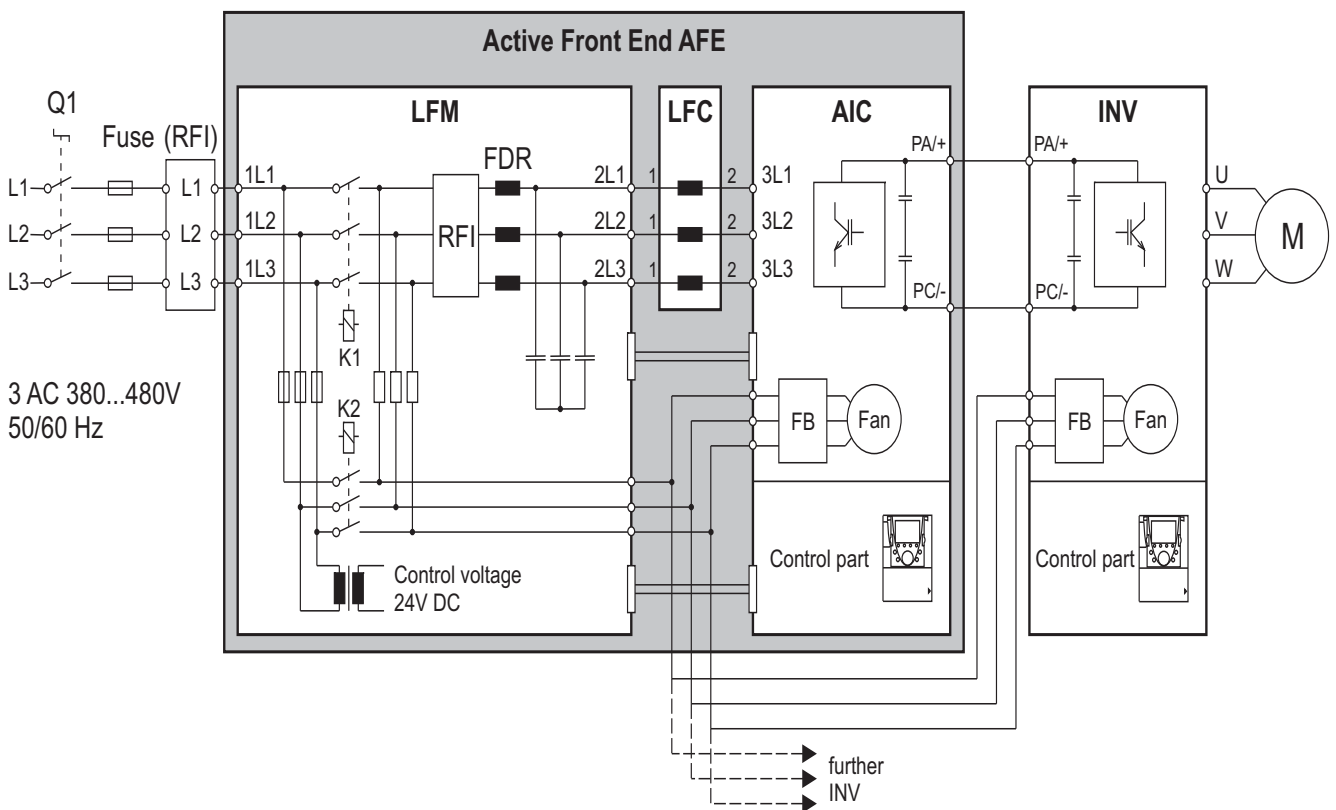 Active Front End AFE
Q1
Fuse (RFI)
LFM
LFC
AIC
INV
FDR
PA/+
PA/+
L1
L1
1L1
2L1
1
2
3L1
U
L2
L2
1L2
RFI
2L2
1
2
3L2
V
M
L3
L3
1L3
2L3
1
2
3L3
W
PC/-
PC/-
K1
3 AC 380...480V
50/60 Hz
K2
FB
Fan
FB
Fan
Control voltage
24V DC
Control part
Control part
further
INV